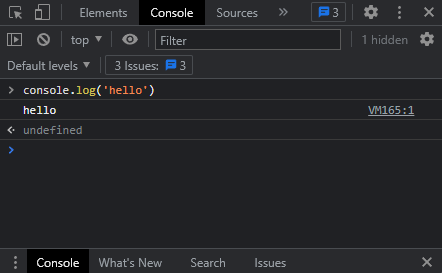 Elements Console Sources » 3
top Filter 1 hidden
Default levels 3 Issues: 3
> console.log('hello')
hello VM165:1
undefined
>
Console What's New Search Issues